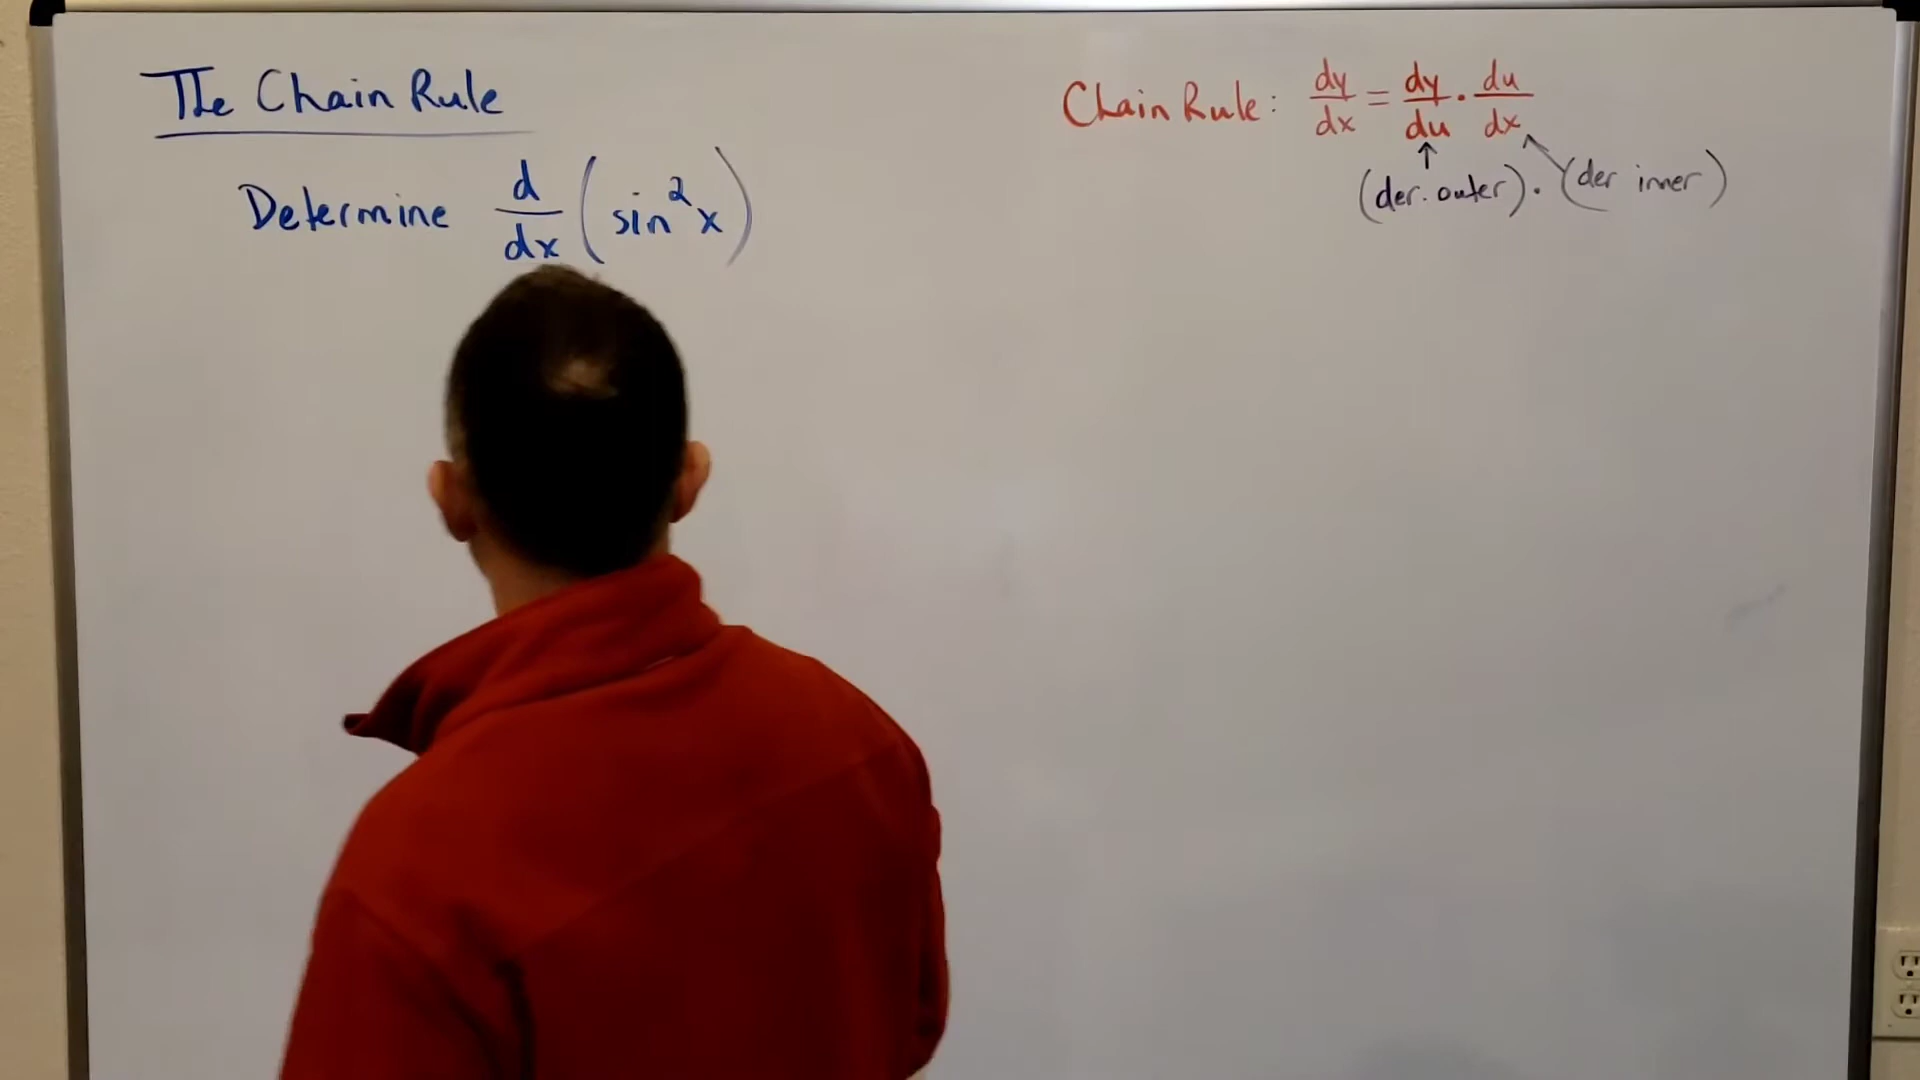 The Chain Rule
Determine d/dx (sin²x)
Chain Rule: dy/dx = dy/du · du/dx
(der. outer) · (der inner)